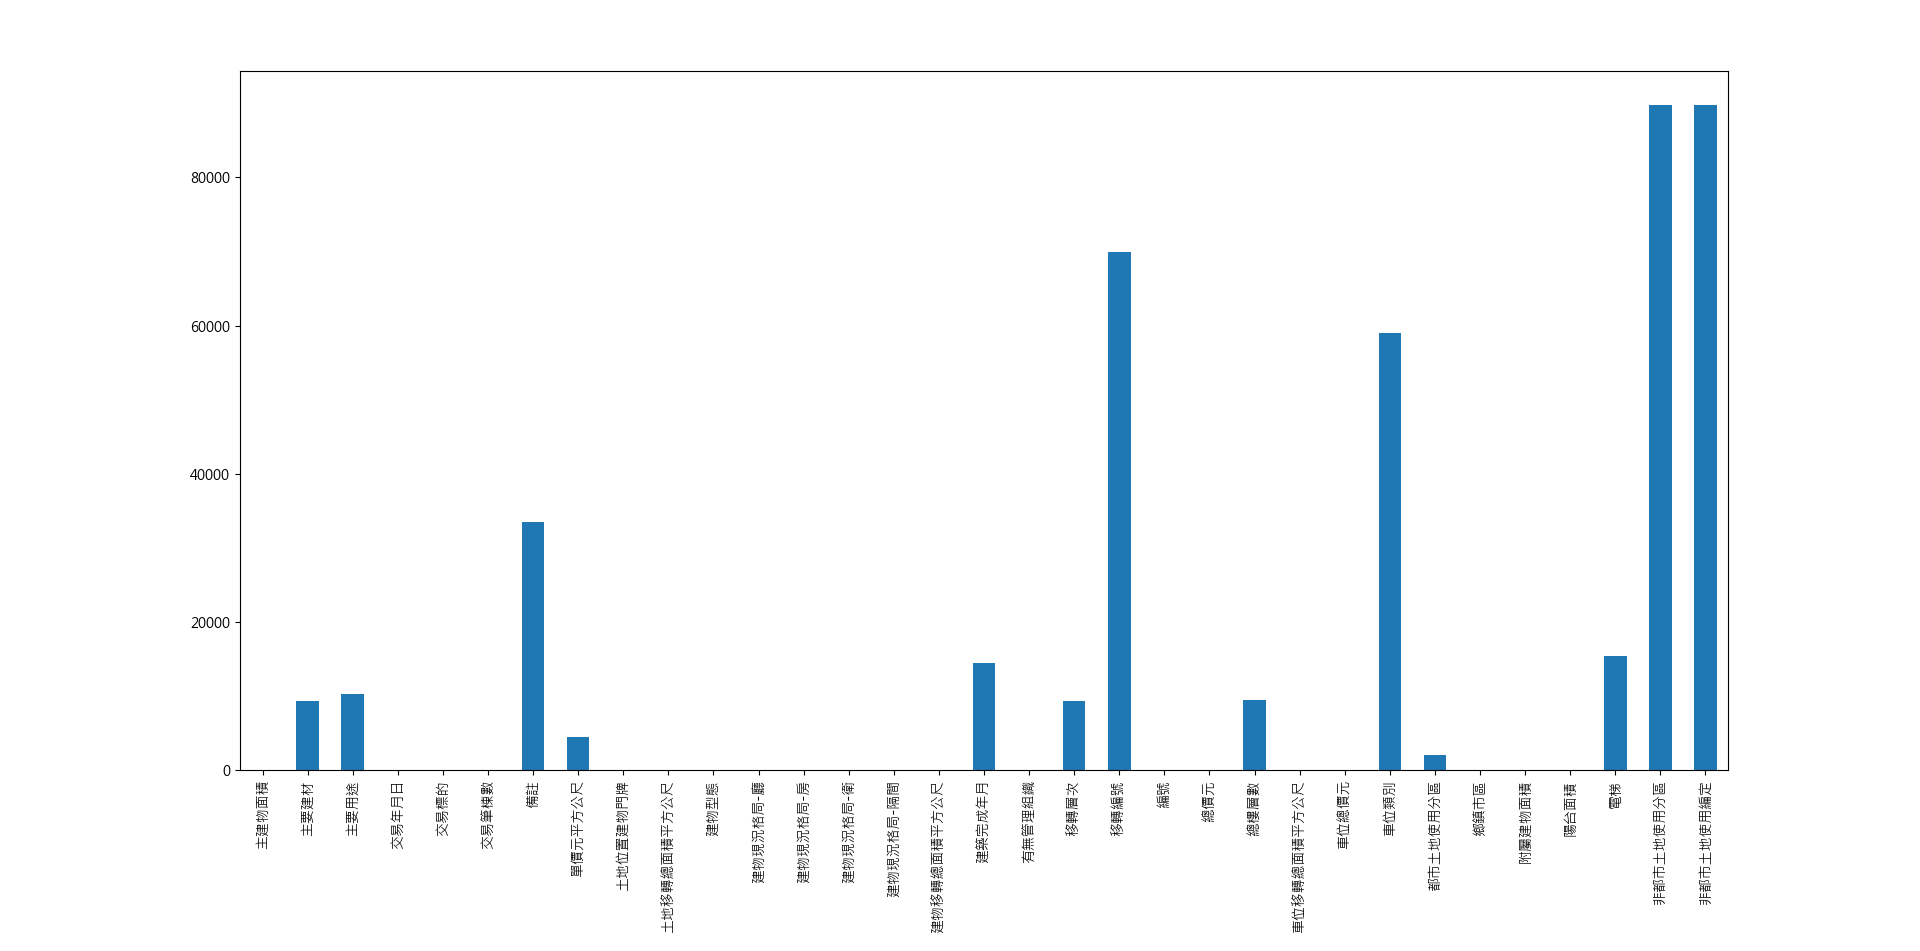 80000
60000
40000
20000
0
主建物面積
主要建材
主要用途
交易年月日
交易標的
交易筆棟數
備註
單價元平方公尺
土地位置建物門牌
土地移轉總面積平方公尺
建物型態
建物現況格局-廳
建物現況格局-房
建物現況格局-衛
建物現況格局-隔間
建物移轉總面積平方公尺
建築完成年月
有無管理組織
移轉層次
移轉編號
編號
總價元
總樓層數
車位移轉總面積平方公尺
車位總價元
車位類別
都市土地使用分區
鄉鎮市區
附屬建物面積
陽台面積
電梯
非都市土地使用分區
非都市土地使用編定